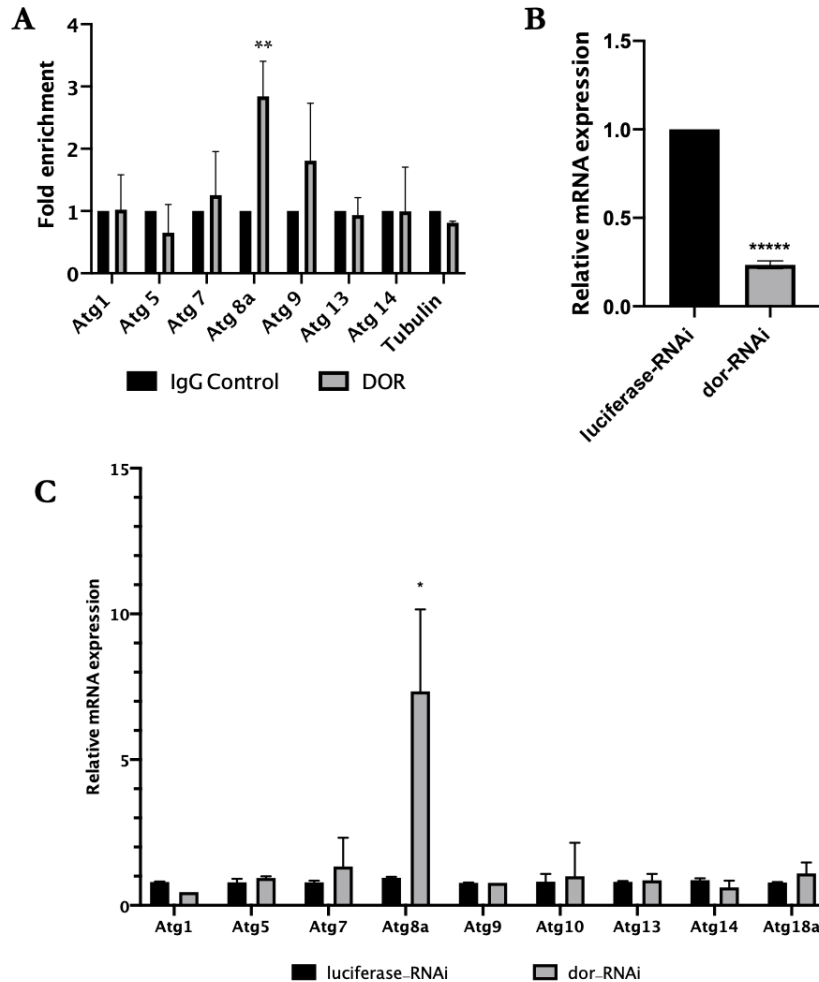 A
Fold enrichment
4
3
2
1
0
**
Atg1
Atg 5
Atg 7
Atg 8a
Atg 9
Atg 13
Atg 14
Tubulin
IgG Control
DOR
B
Relative mRNA expression
1.5
1.0
0.5
0.0
*****
luciferase-RNAi
dor-RNAi
C
Relative mRNA expression
15
10
5
0
*
Atg1 Atg5 Atg7 Atg8a Atg9 Atg10 Atg13 Atg14 Atg18a
luciferase_RNAi
dor_RNAi